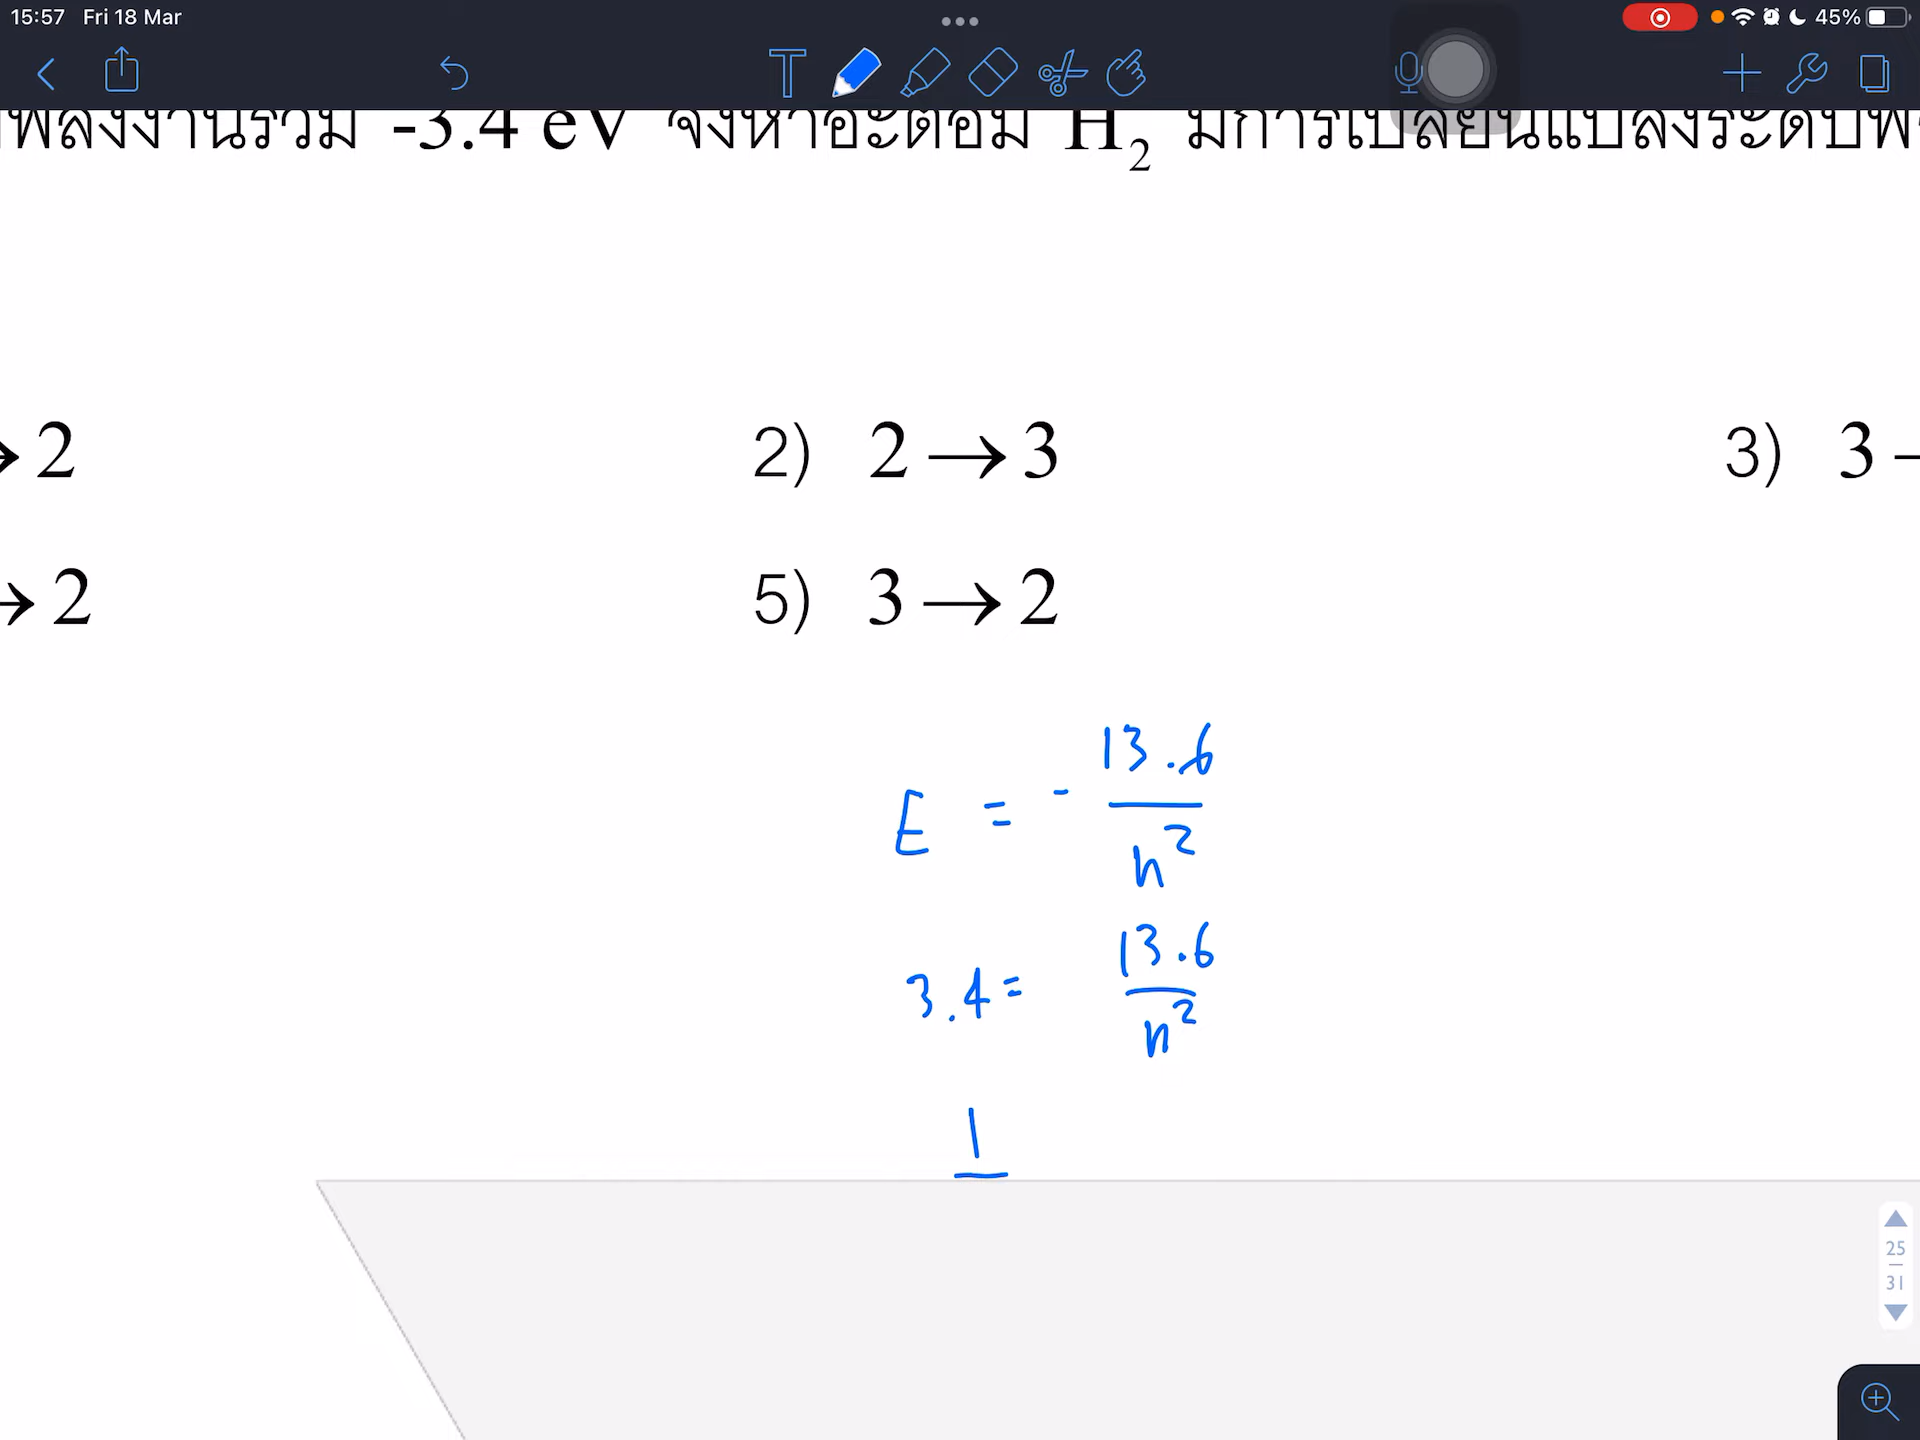 15:57 Fri 18 Mar 45%
พลังงานรวม -3.4 eV จงหาอะตอม H₂ มีการเปลี่ยนแปลงระดับ
→ 2 2) 2 → 3 3) 3 –
→ 2 5) 3 → 2
E = - 13.6 / n²
3.4 = 13.6 / n²
1
25
31